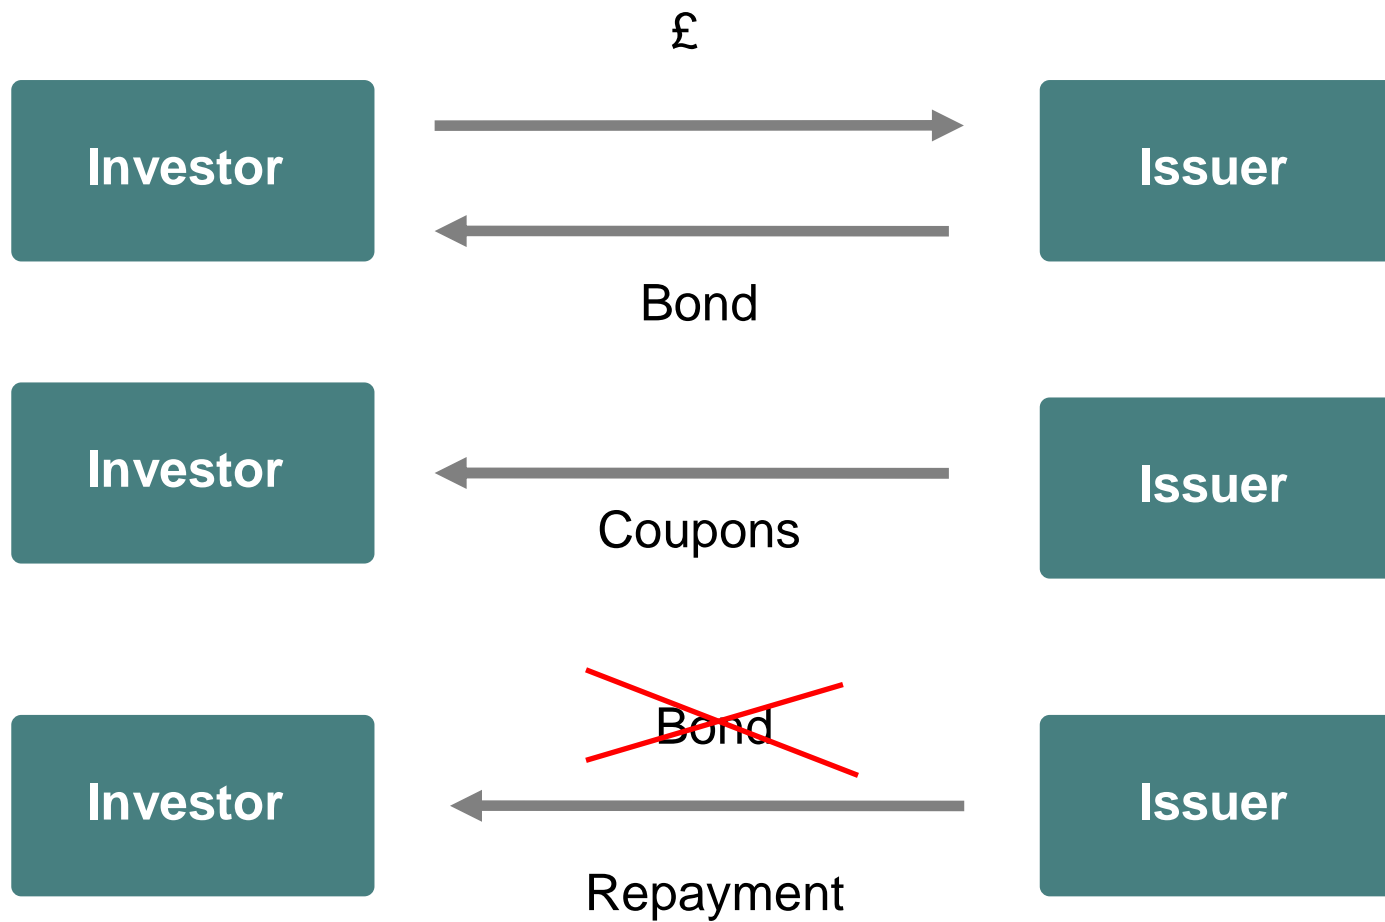 £
Investor
Issuer
Bond
Investor
Issuer
Coupons
Bond
Investor
Issuer
Repayment